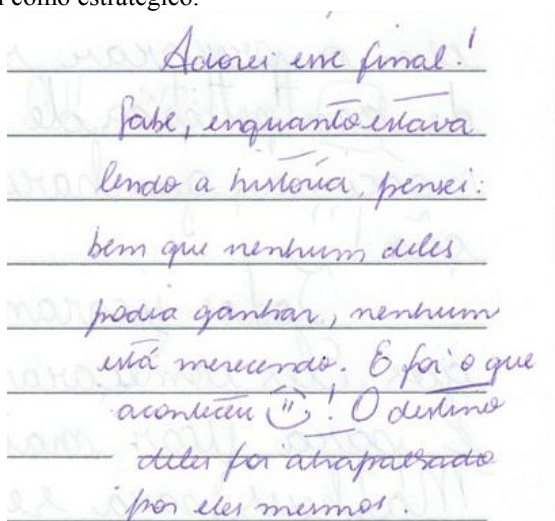 l como estratégico.
Adorei esse final!
Sabe, enquanto estava
lendo a história, pensei:
bem que nenhum deles
podia ganhar, nenhum
está merecendo. E foi o que
aconteceu ! O destino
deles foi atrapalhado
por eles mesmos.